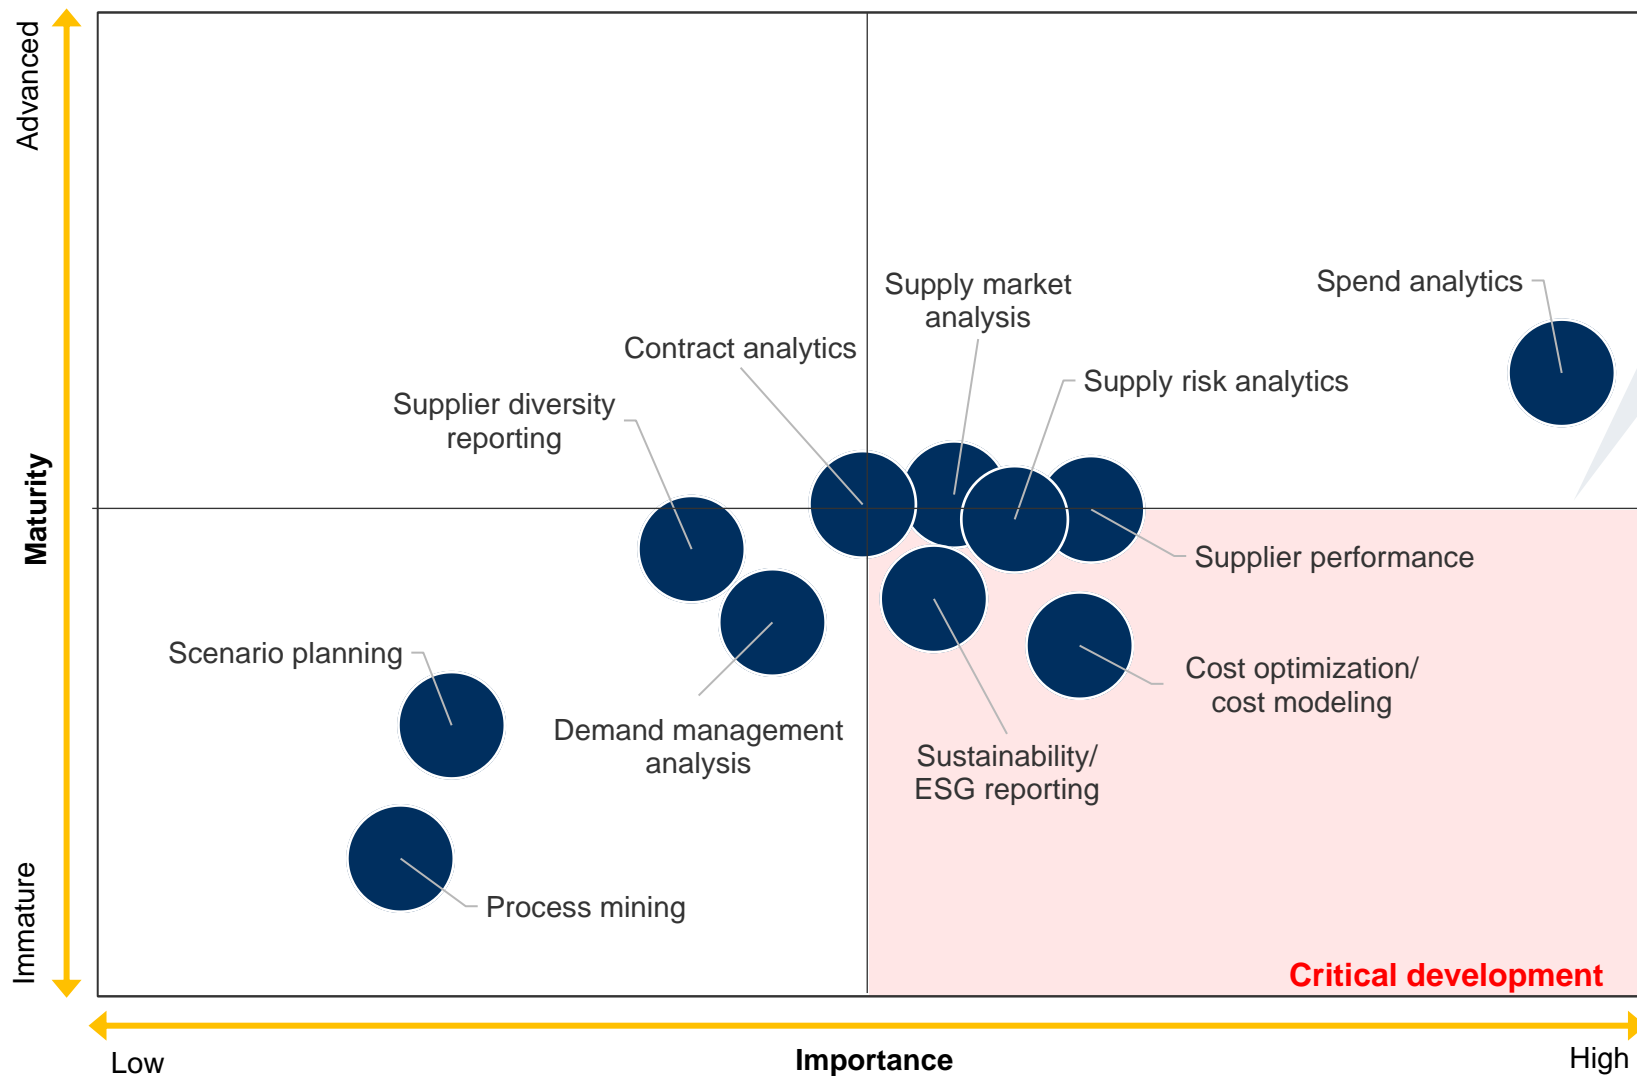 Advanced
Spend analytics
Supply market
analysis
Contract analytics
Supply risk analytics
Supplier diversity
reporting
Maturity
Supplier performance
Scenario planning
Cost optimization/
cost modeling
Demand management
analysis
Sustainability/
ESG reporting
Immature
Process mining
Critical development
Low
Importance
High